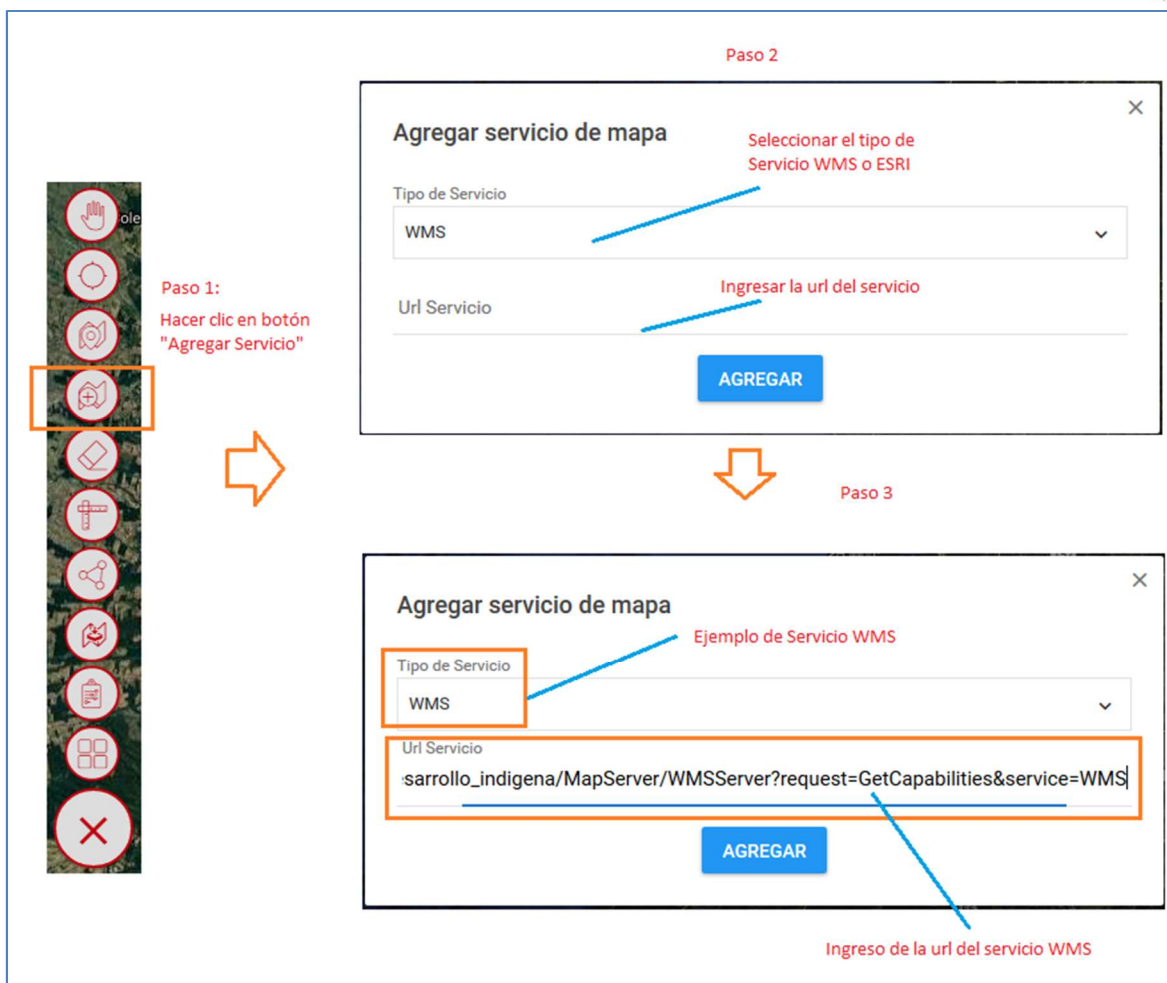 ole
Paso 1:
Hacer clic en botón
"Agregar Servicio"
Paso 2
Agregar servicio de mapa
Seleccionar el tipo de
Servicio WMS o ESRI
Tipo de Servicio
WMS
Ingresar la url del servicio
Url Servicio
AGREGAR
Paso 3
Agregar servicio de mapa
Ejemplo de Servicio WMS
Tipo de Servicio
WMS
Url Servicio
esarrollo_indigena/MapServer/WMSServer?request=GetCapabilities&service=WMS
AGREGAR
Ingreso de la url del servicio WMS